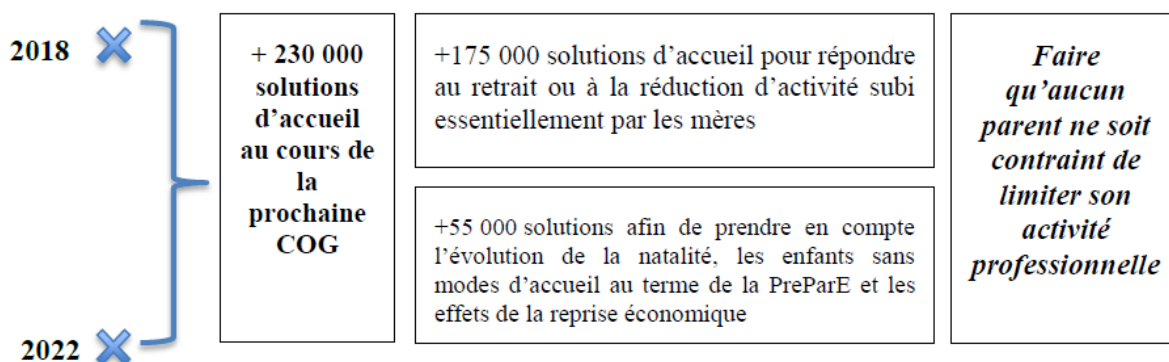 2018
+ 230 000
solutions
d’accueil
au cours de
la
prochaine
COG
+175 000 solutions d’accueil pour répondre
au retrait ou à la réduction d’activité subi
essentiellement par les mères
+55 000 solutions afin de prendre en compte
l’évolution de la natalité, les enfants sans
modes d’accueil au terme de la PreParE et les
effets de la reprise économique
Faire
qu’aucun
parent ne soit
contraint de
limiter son
activité
professionnelle
2022